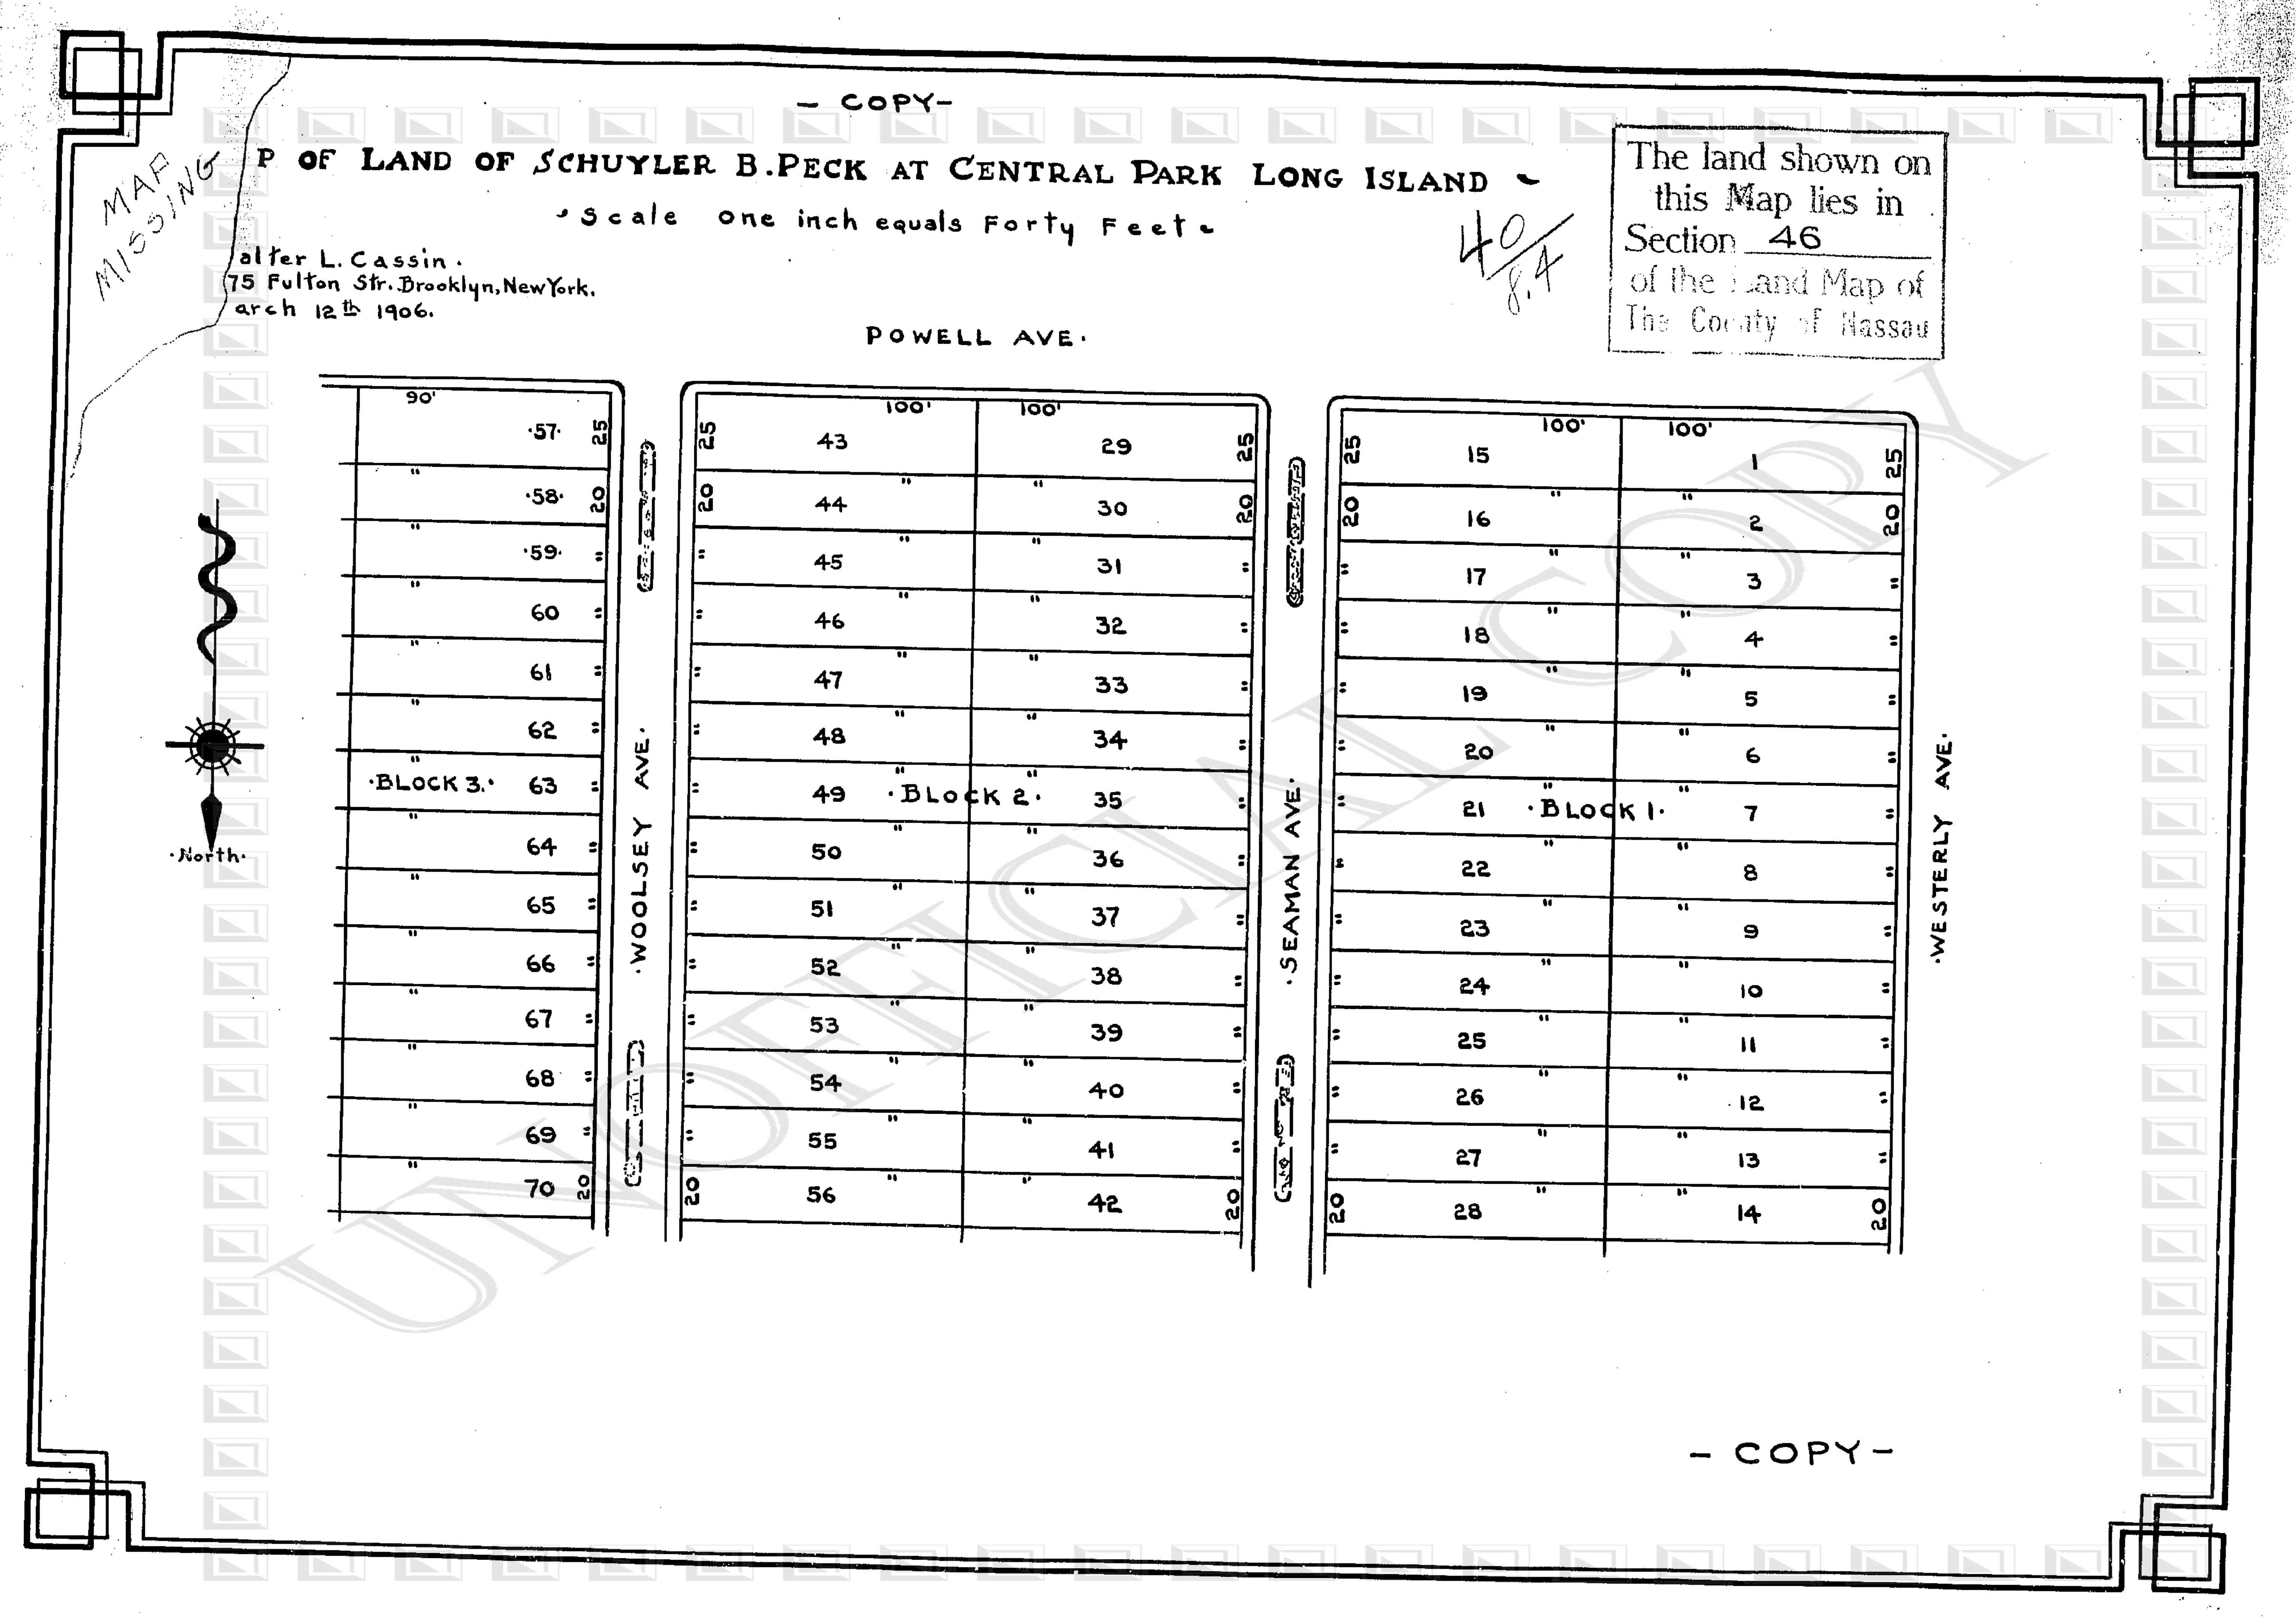 - COPY -
P OF LAND OF SCHUYLER B. PECK AT CENTRAL PARK LONG ISLAND
Scale one inch equals Forty Feet
MAP
MISSING
alter L. Cassin.
75 Fulton Str. Brooklyn, New York.
arch 12th 1906.
40/8.4
The land shown on
this Map lies in
Section 46
of the Land Map of
The County of Nassau
POWELL AVE.
90' 100' 100' 100' 100'
·57· 25 25 43 29 25 25 15 1 25
" " " " "
·58· 20 20 44 30 20 20 16 2 20
" " " " "
·59· " " 45 31 " " 17 3 "
" " " " "
60 " " 46 32 " " 18 4 "
" " " " "
61 " " 47 33 " " 19 5 "
" " " " "
62 " " 48 34 " " 20 6 "
" " " " "
·BLOCK 3.· 63 " " 49 ·BLOCK 2· 35 " " 21 ·BLOCK 1· 7 "
" " " " "
64 " " 50 36 " " 22 8 "
" " " " "
65 " " 51 37 " " 23 9 "
" " " " "
66 " " 52 38 " " 24 10 "
" " " " "
67 " " 53 39 " " 25 11 "
" " " " "
68 " " 54 40 " " 26 12 "
" " " " "
69 " " 55 41 " " 27 13 "
" " " " "
70 20 20 56 42 20 20 28 14 20
·WOOLSEY AVE.
·SEAMAN AVE.
·WESTERLY AVE.
·North·
UNOFFICIAL COPY
- COPY -